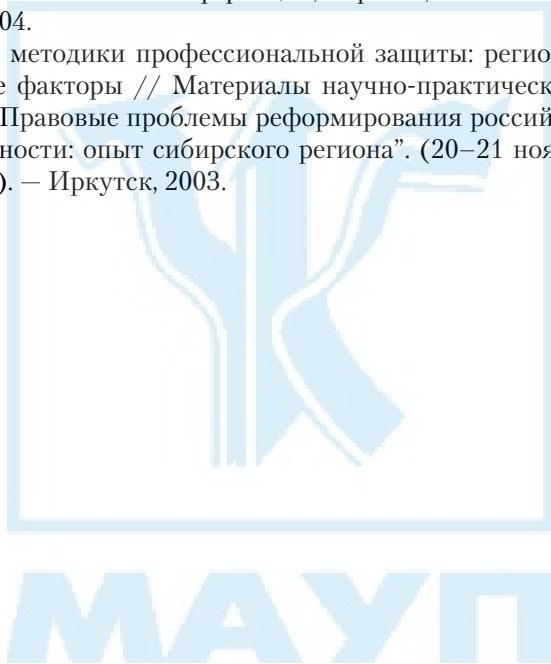 04.
методики профессиональной защиты: регио
е факторы // Материалы научно-практическ
Правовые проблемы реформирования россий
ности: опыт сибирского региона”. (20–21 ноя
). — Иркутск, 2003.
МАУП